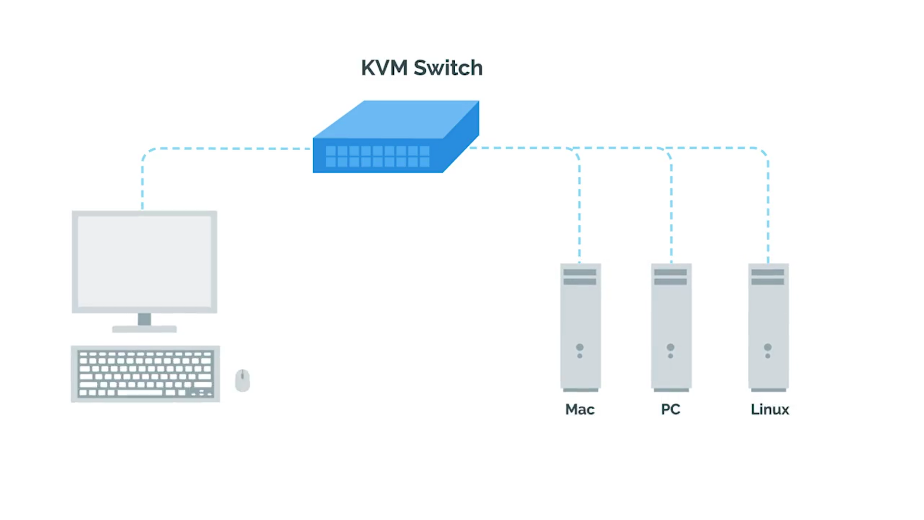 KVM Switch
Mac
PC
Linux